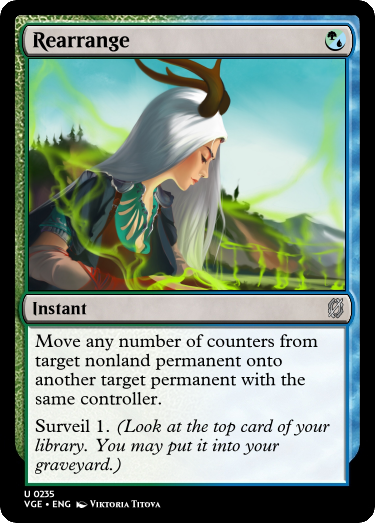 Rearrange
Instant
Move any number of counters from
target nonland permanent onto
another target permanent with the
same controller.
Surveil 1. (Look at the top card of your
library. You may put it into your
graveyard.)
U 0235
VGE • ENG Viktoria Titova